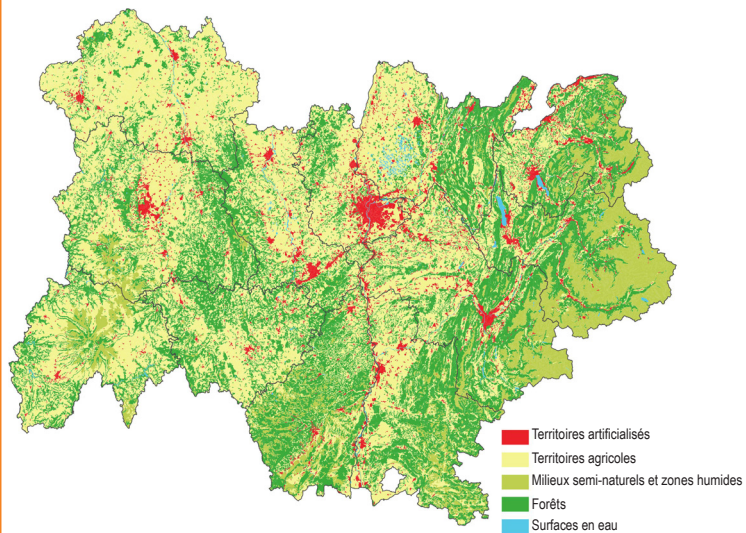 Territoires artificialisés
Territoires agricoles
Milieux semi-naturels et zones humides
Forêts
Surfaces en eau